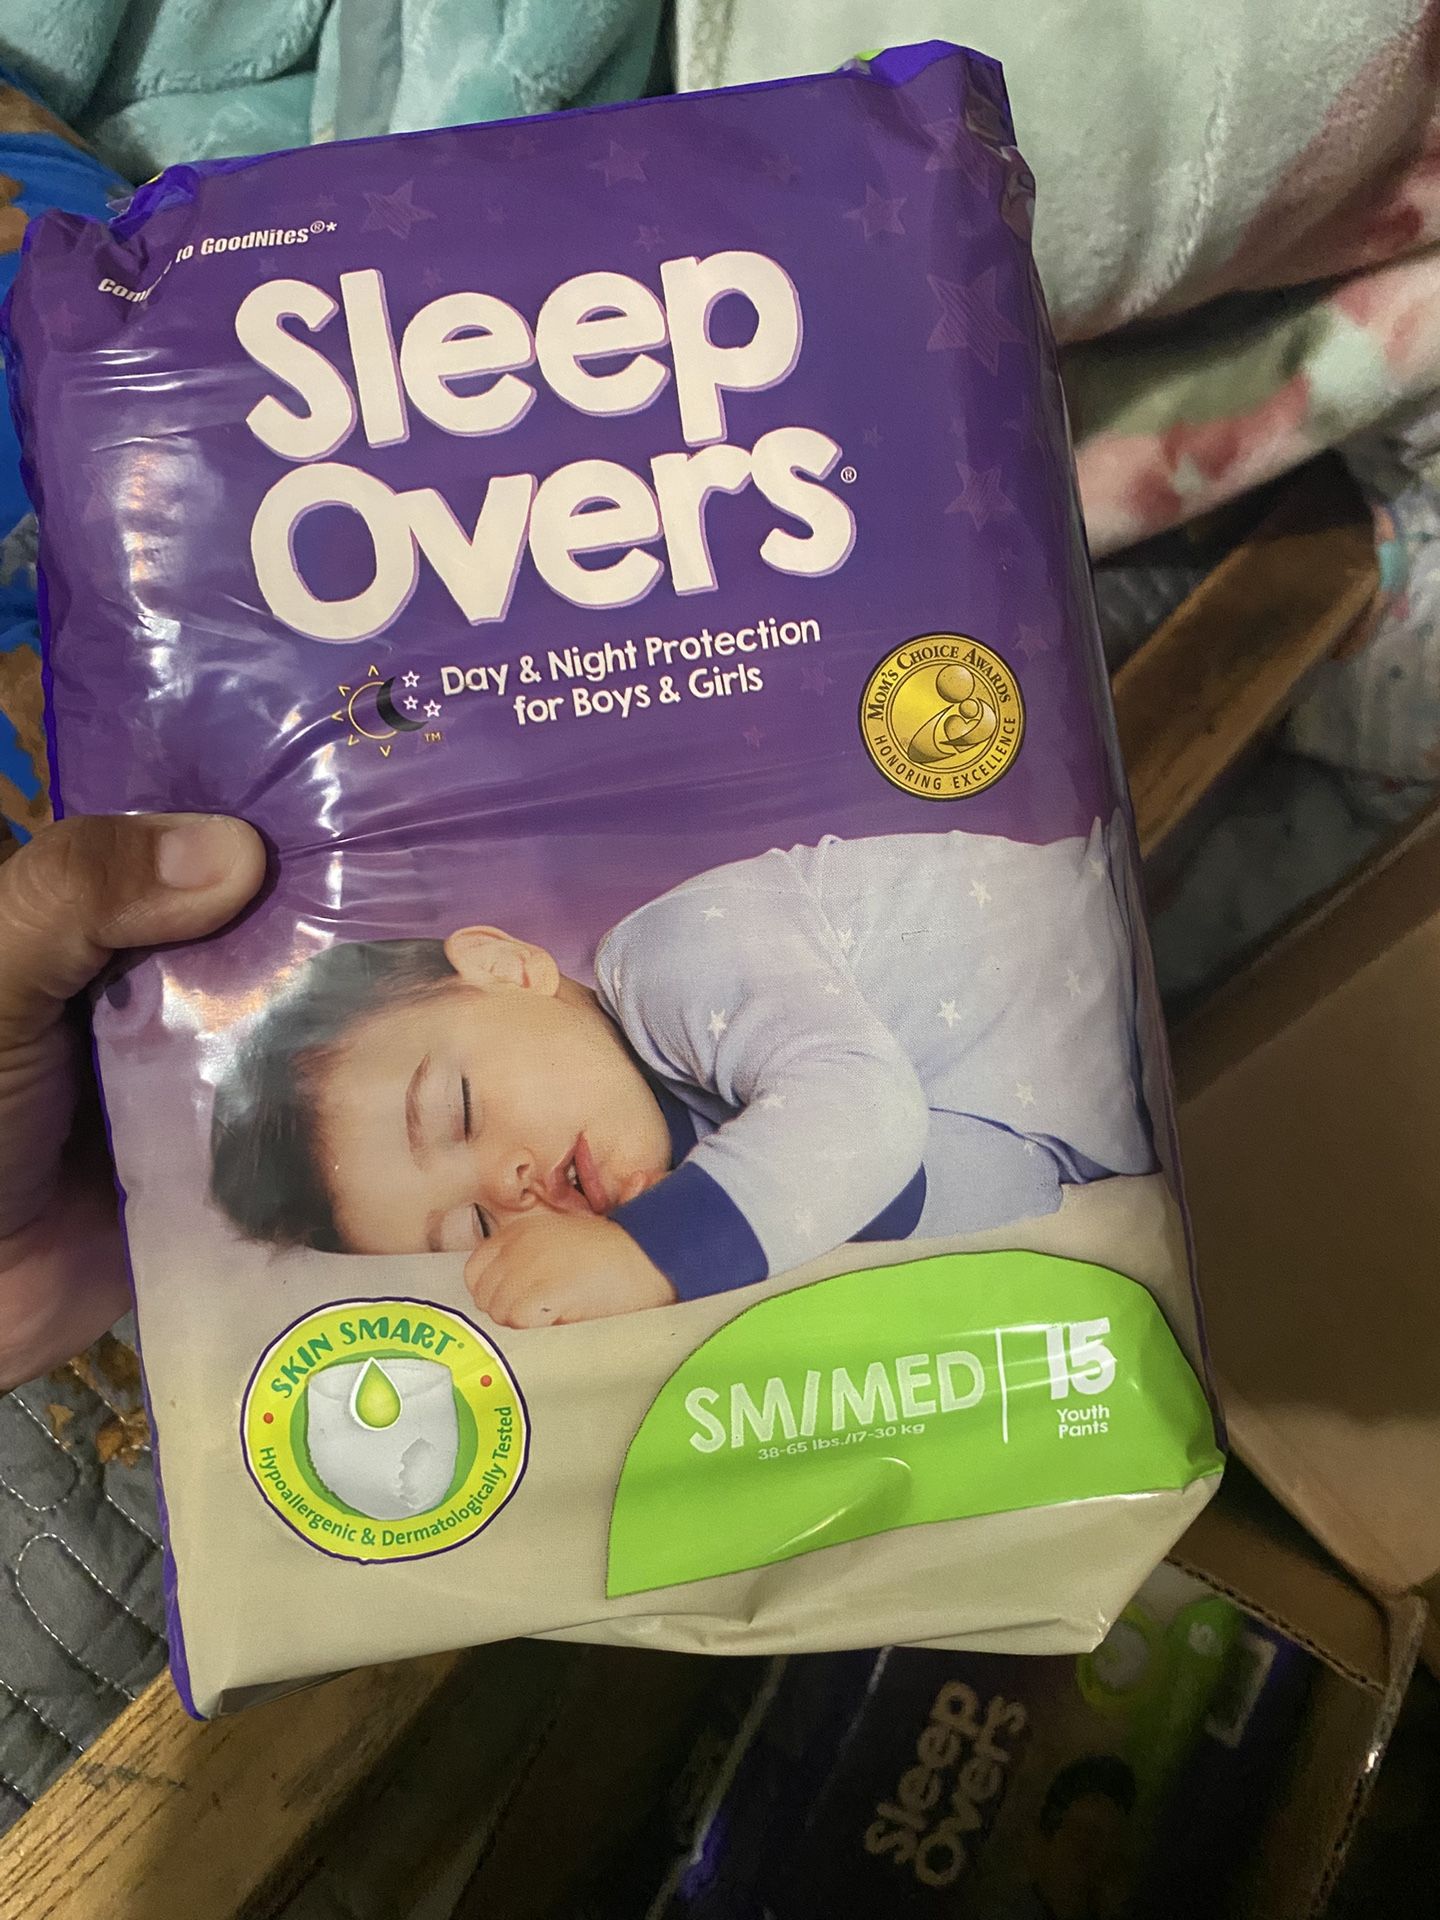 to GoodNites®*
Sleep
Overs®
Day & Night Protection
for Boys & Girls
TM
MOM'S CHOICE AWARDS
HONORING EXCELLENCE
SKIN SMART
Hypoallergenic & Dermatologically Tested
SM/MED
38-65 lbs./17-30 kg
15
Youth
Pants
Sleep
Overs